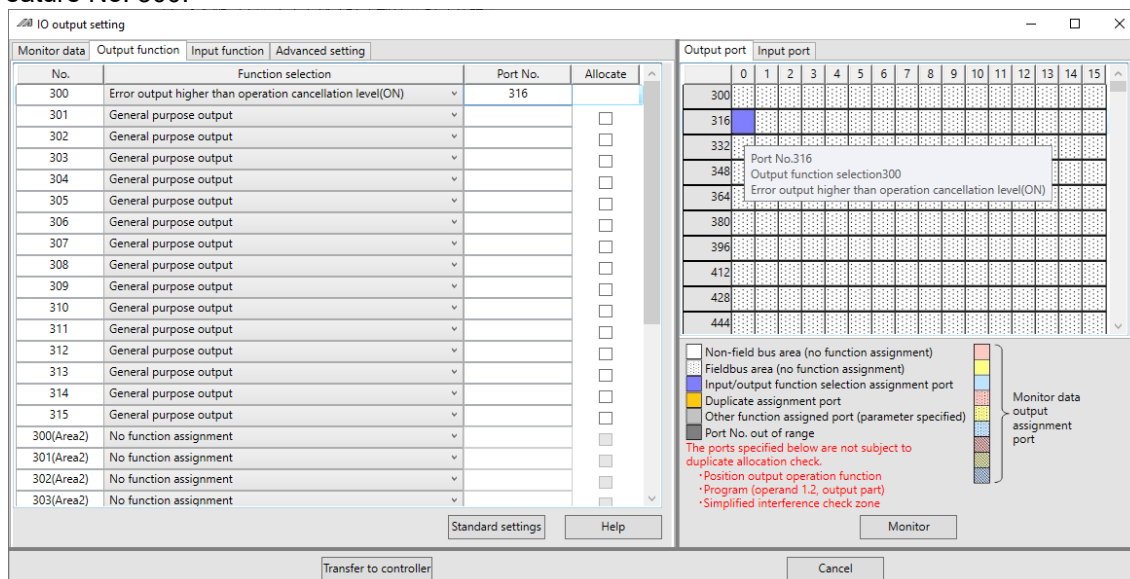 IO output setting
Monitor data Output function Input function Advanced setting
No. Function selection Port No. Allocate
300 Error output higher than operation cancellation level(ON) 316
301 General purpose output
302 General purpose output
303 General purpose output
304 General purpose output
305 General purpose output
306 General purpose output
307 General purpose output
308 General purpose output
309 General purpose output
310 General purpose output
311 General purpose output
312 General purpose output
313 General purpose output
314 General purpose output
315 General purpose output
300(Area2) No function assignment
301(Area2) No function assignment
302(Area2) No function assignment
303(Area2) No function assignment
Standard settings Help
Output port Input port
0 1 2 3 4 5 6 7 8 9 10 11 12 13 14 15
300
316
332
348
364
380
396
412
428
444
Port No.316
Output function selection300
Error output higher than operation cancellation level(ON)
Non-field bus area (no function assignment)
Fieldbus area (no function assignment)
Input/output function selection assignment port
Duplicate assignment port
Other function assigned port (parameter specified)
Port No. out of range
Monitor data
output
assignment
port
The ports specified below are not subject to
duplicate allocation check.
・Position output operation function
・Program (operand 1.2, output part)
・Simplified interference check zone
Monitor
Transfer to controller Cancel